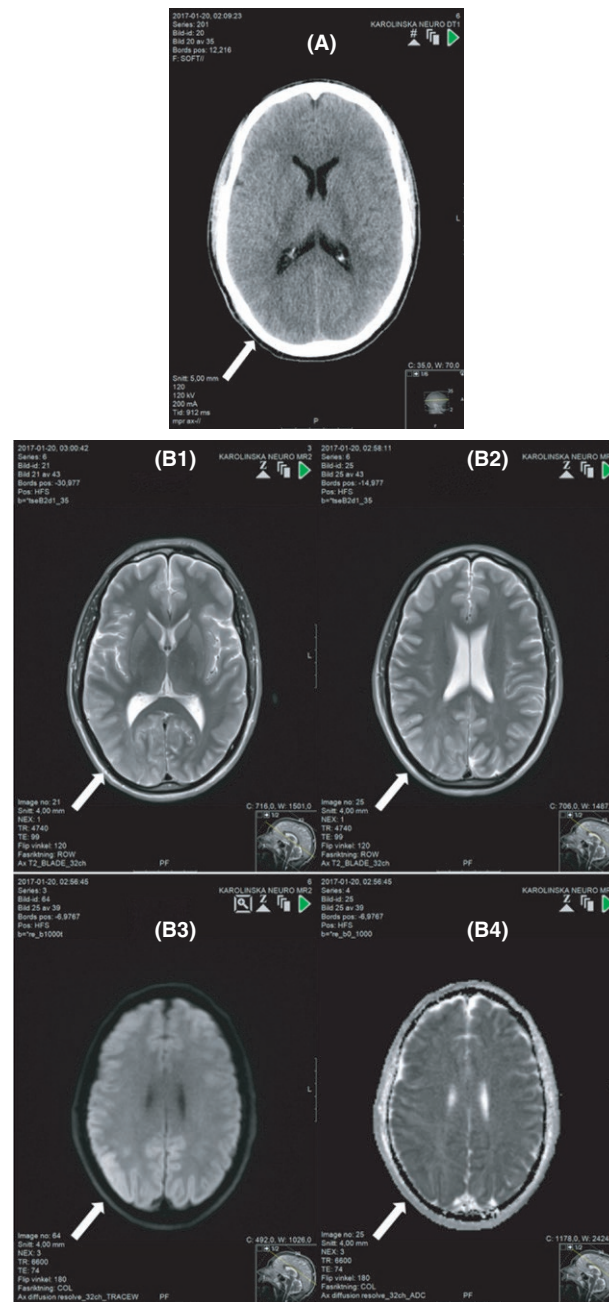 2017-01-20, 02:09:23
Series: 201
Bild-id: 20
Bild 20 av 35
Bords pos: 12,216
F: SOFT//
(A)
6
KAROLINSKA NEURO DT1
#
L
Snitt: 5,00 mm
120
120 kV
200 mA
Tid: 912 ms
mpr ax-//
P
C: 35,0, W: 70,0
2017-01-20, 03:00:42
Series: 6
Bild-id: 21
Bild 21 av 43
Bords pos: -30,977
Pos: HFS
b="tseB2d1_35
(B1)
3
KAROLINSKA NEURO MR2
Z
L
Image no: 21
Snitt: 4,00 mm
NEX: 1
TR: 4740
TE: 99
Flip vinkel: 120
Fasriktning: ROW
Ax T2_BLADE_32ch
PF
C: 716,0, W: 1501,0
2017-01-20, 02:58:11
Series: 6
Bild-id: 25
Bild 25 av 43
Bords pos: -14,977
Pos: HFS
b="tseB2d1_35
(B2)
KAROLINSKA NEURO MR
Z
Image no: 25
Snitt: 4,00 mm
NEX: 1
TR: 4740
TE: 99
Flip vinkel: 120
Fasriktning: ROW
Ax T2_BLADE_32ch
PF
C: 706,0, W: 1487
2017-01-20, 02:56:45
Series: 3
Bild-id: 64
Bild 25 av 39
Bords pos: -6,9767
Pos: HFS
b="re_b1000t
(B3)
6
KAROLINSKA NEURO MR2
Z
L
Image no: 64
Snitt: 4,00 mm
NEX: 3
TR: 6600
TE: 74
Flip vinkel: 180
Fasriktning: COL
Ax diffusion resolve_32ch_TRACEW
PF
C: 492,0, W: 1026,0
2017-01-20, 02:56:45
Series: 4
Bild-id: 25
Bild 25 av 39
Bords pos: -6,9767
Pos: HFS
b="re_b0_1000
(B4)
KAROLINSKA NEURO MR
Z
Image no: 25
Snitt: 4,00 mm
NEX: 3
TR: 6600
TE: 74
Flip vinkel: 180
Fasriktning: COL
Ax diffusion resolve_32ch_ADC
PF
C: 1178,0, W: 2424